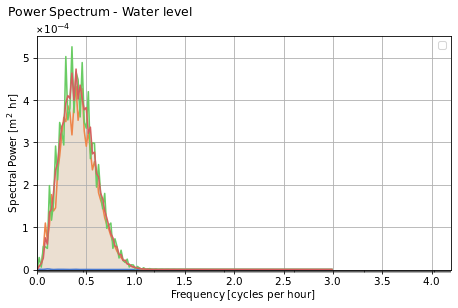 Power Spectrum - Water level
×10⁻⁴
5
4
3
2
1
0
0.0 0.5 1.0 1.5 2.0 2.5 3.0 3.5 4.0
Spectral Power [m² hr]
Frequency [cycles per hour]